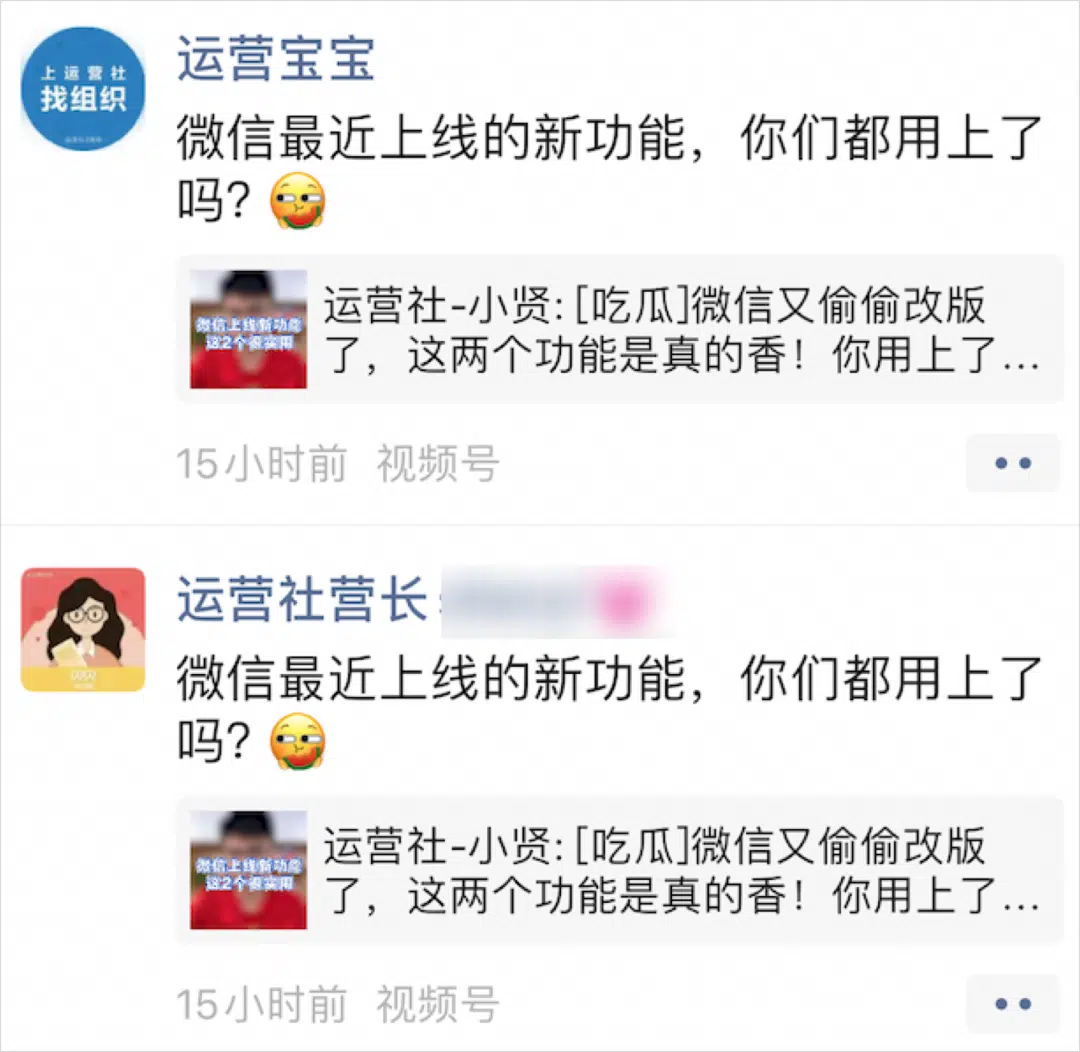 上运营社
找组织
运营宝宝
微信最近上线的新功能，你们都用上了
吗？
微信上线新功能
这2个很实用
运营社-小贤: [吃瓜]微信又偷偷改版
了，这两个功能是真的香！你用上了...
15小时前 视频号
运营社营长
微信最近上线的新功能，你们都用上了
吗？
微信上线新功能
这2个很实用
运营社-小贤: [吃瓜]微信又偷偷改版
了，这两个功能是真的香！你用上了...
15小时前 视频号